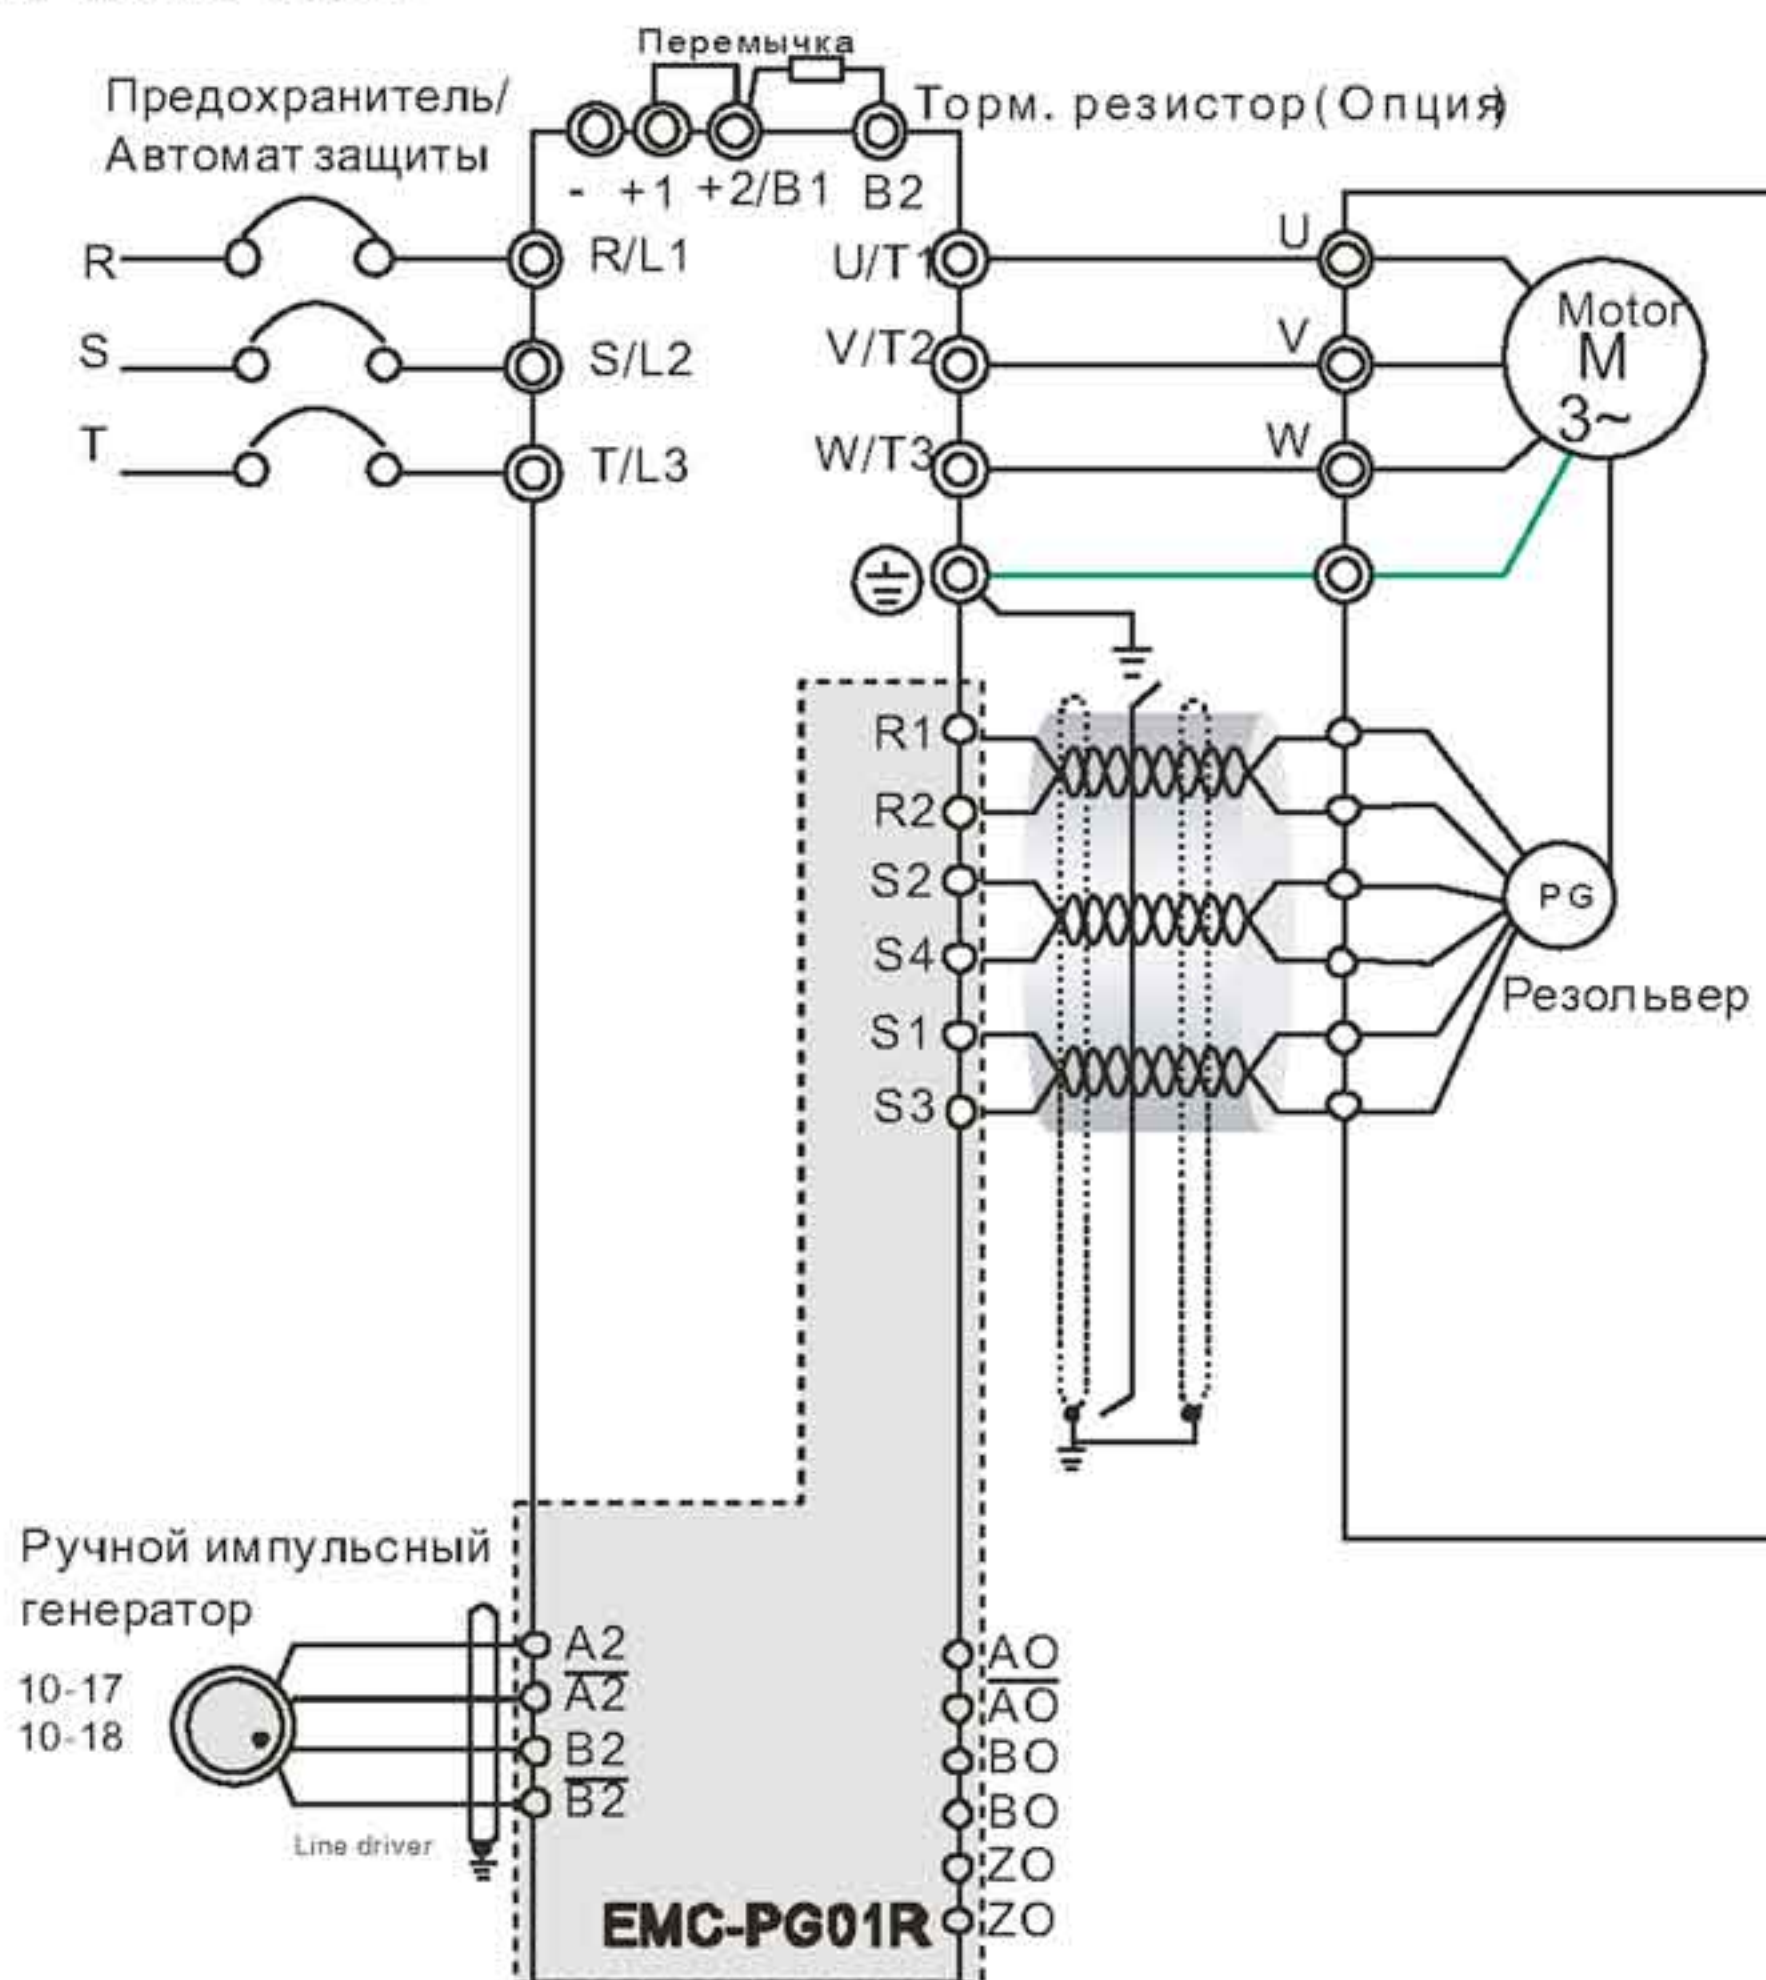 Перемычка
Предохранитель/
Автомат защиты
Торм. резистор(Опция)
- +1 +2/B1 B2
R R/L1 U/T1 U
S S/L2 V/T2 V
T T/L3 W/T3 W
Motor
M
3~
R1
R2
S2
S4
S1
S3
PG
Резольвер
Ручной импульсный
генератор
10-17
10-18
Line driver
A2
A2
B2
B2
AO
AO
BO
BO
ZO
ZO
EMC-PG01R